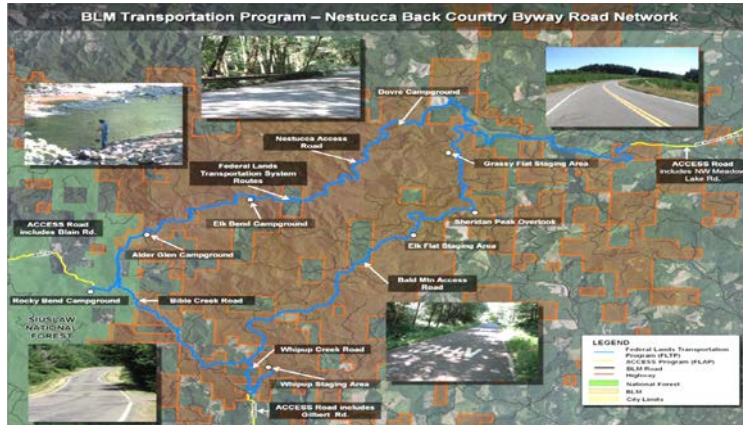 BLM Transportation Program – Nestucca Back Country Byway Road Network
Dovre Campground
Nestucca Access
Road
Federal Lands
Transportation System
Routes
Grassy Flat Staging Area
ACCESS Road
includes NW Meadow
Lake Rd.
ACCESS Road
includes Blain Rd.
Elk Bend Campground
Sheridan Peak Overlook
Elk Flat Staging Area
Alder Glen Campground
Bald Mtn Access
Road
Rocky Bend Campground
Bible Creek Road
SIUSLAW
NATIONAL
FOREST
Whipup Creek Road
Whipup Staging Area
ACCESS Road includes
Gilbert Rd.
LEGEND
Federal Lands Transportation
Program (FLTP)
ACCESS Program (FLAP)
BLM Road
Highway
National Forest
BLM
City Limits